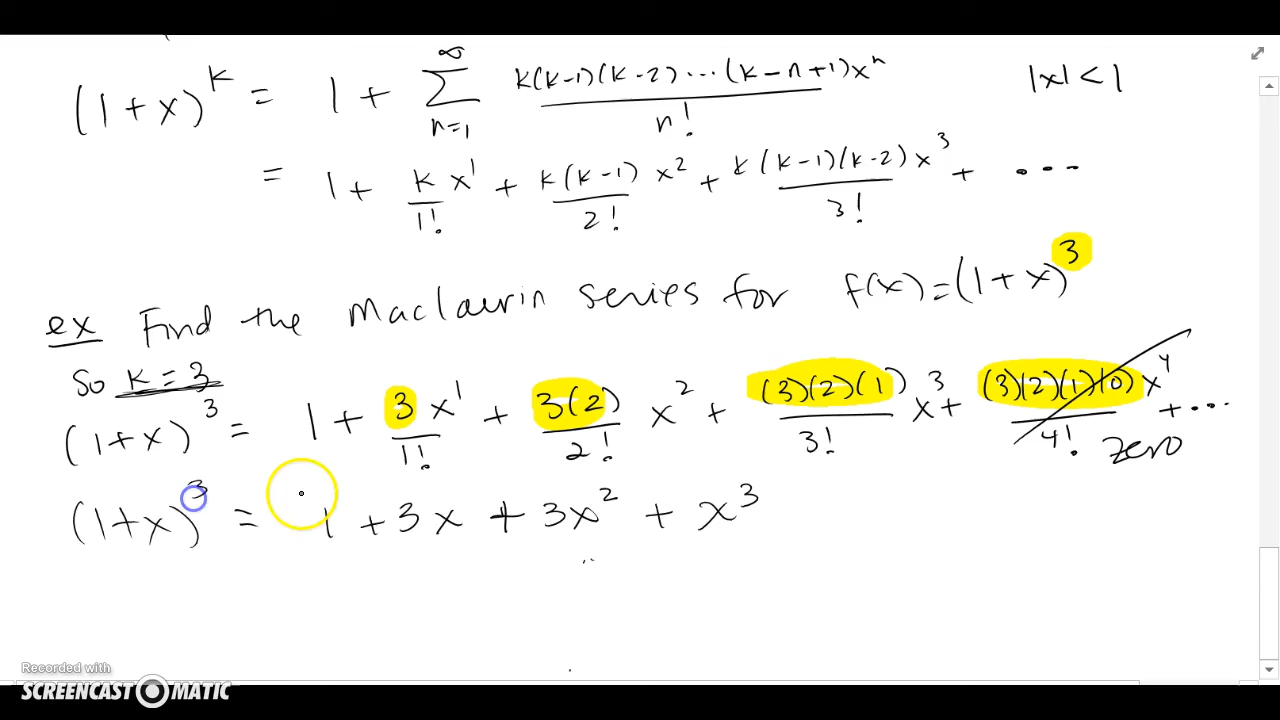 (1+x)^k = 1 + ∞ Σ n=1 k(k-1)(k-2)...(k-n+1)x^n / n! |x| < 1
= 1 + k/1! x^1 + k(k-1)/2! x^2 + k(k-1)(k-2)/3! x^3 + ....
ex Find the Maclaurin series for f(x)=(1+x)^3
So k=3
(1+x)^3 = 1 + 3/1! x^1 + 3(2)/2! x^2 + (3)(2)(1)/3! x^3 + (3)(2)(1)(0)/4! x^4 + ... zero
(1+x)^3 = 1 + 3x + 3x^2 + x^3
Recorded with
SCREENCAST MATIC